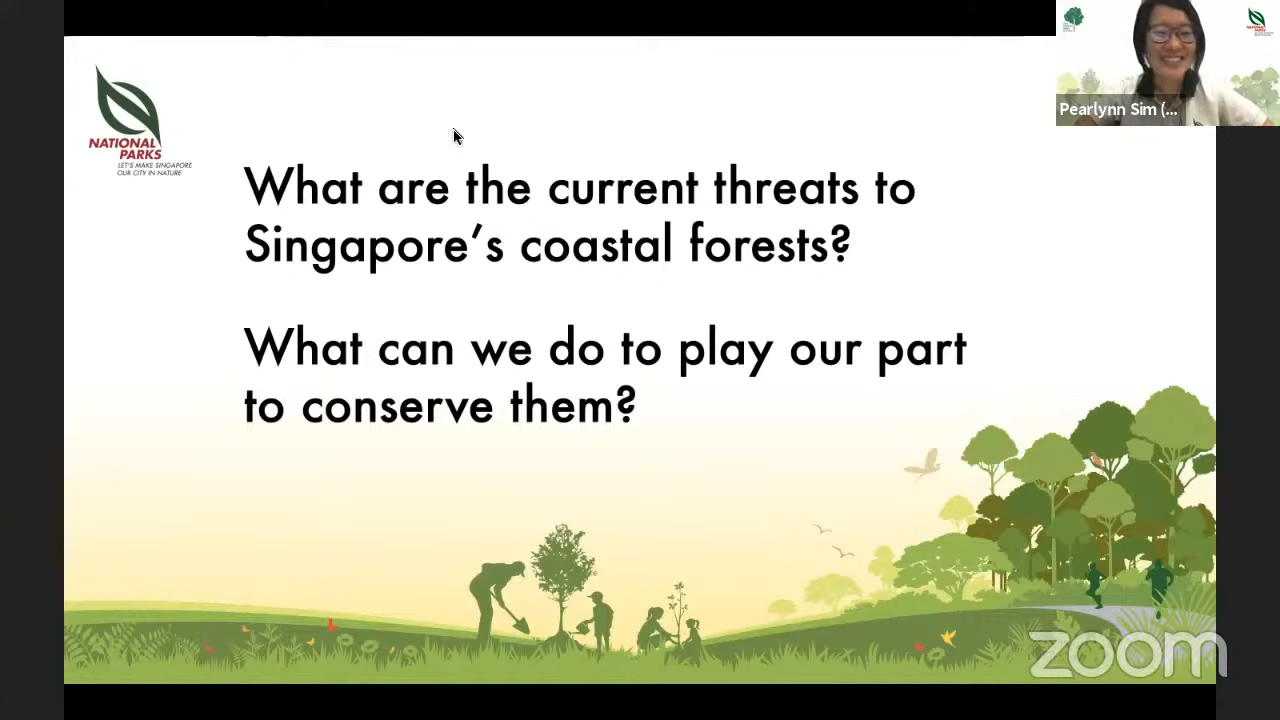 NATIONAL
PARKS
LET'S MAKE SINGAPORE
OUR CITY IN NATURE
What are the current threats to
Singapore’s coastal forests?
What can we do to play our part
to conserve them?
Pearlynn Sim (...
zoom